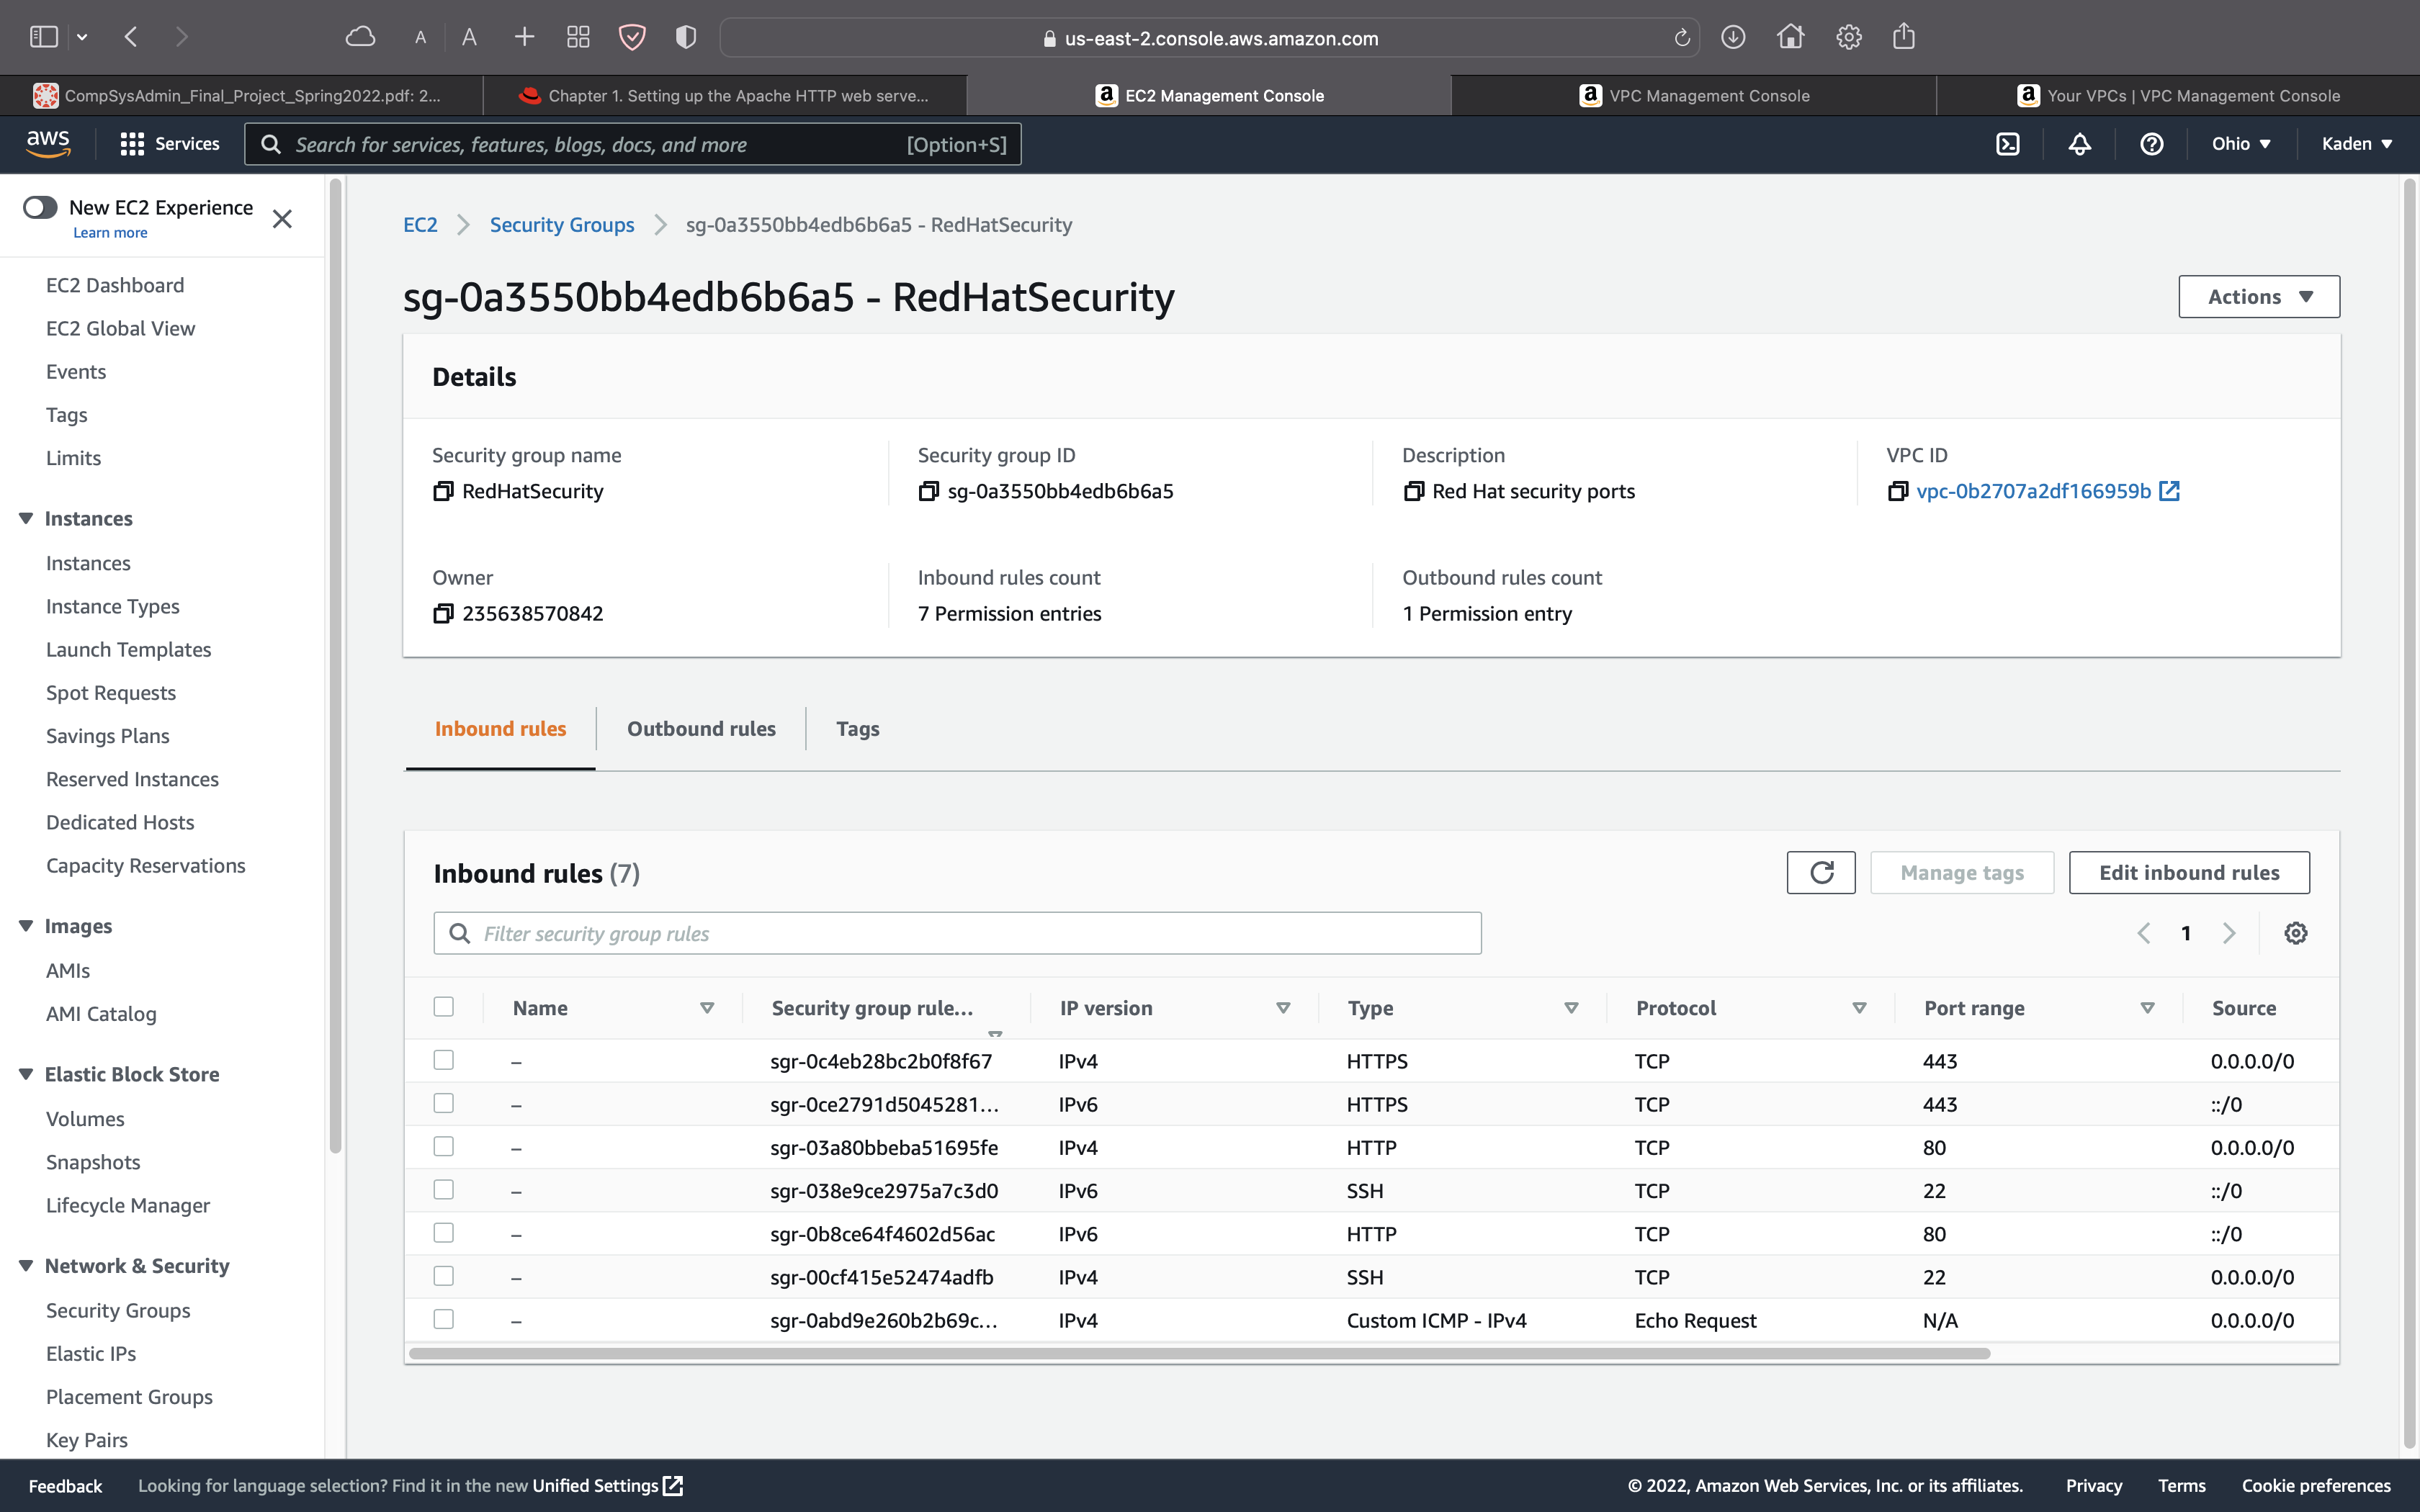 A A us-east-2.console.aws.amazon.com
CompSysAdmin_Final_Project_Spring2022.pdf: 2... Chapter 1. Setting up the Apache HTTP web serve... EC2 Management Console VPC Management Console Your VPCs | VPC Management Console
aws Services Search for services, features, blogs, docs, and more [Option+S] Ohio Kaden
New EC2 Experience
Learn more
EC2 Dashboard
EC2 Global View
Events
Tags
Limits
Instances
Instances
Instance Types
Launch Templates
Spot Requests
Savings Plans
Reserved Instances
Dedicated Hosts
Capacity Reservations
Images
AMIs
AMI Catalog
Elastic Block Store
Volumes
Snapshots
Lifecycle Manager
Network & Security
Security Groups
Elastic IPs
Placement Groups
Key Pairs
EC2 Security Groups sg-0a3550bb4edb6b6a5 - RedHatSecurity
sg-0a3550bb4edb6b6a5 - RedHatSecurity Actions
Details
Security group name Security group ID Description VPC ID
RedHatSecurity sg-0a3550bb4edb6b6a5 Red Hat security ports vpc-0b2707a2df166959b
Owner Inbound rules count Outbound rules count
235638570842 7 Permission entries 1 Permission entry
Inbound rules Outbound rules Tags
Inbound rules (7) Manage tags Edit inbound rules
Filter security group rules 1
Name Security group rule... IP version Type Protocol Port range Source
– sgr-0c4eb28bc2b0f8f67 IPv4 HTTPS TCP 443 0.0.0.0/0
– sgr-0ce2791d5045281... IPv6 HTTPS TCP 443 ::/0
– sgr-03a80bbeba51695fe IPv4 HTTP TCP 80 0.0.0.0/0
– sgr-038e9ce2975a7c3d0 IPv6 SSH TCP 22 ::/0
– sgr-0b8ce64f4602d56ac IPv6 HTTP TCP 80 ::/0
– sgr-00cf415e52474adfb IPv4 SSH TCP 22 0.0.0.0/0
– sgr-0abd9e260b2b69c... IPv4 Custom ICMP - IPv4 Echo Request N/A 0.0.0.0/0
Feedback Looking for language selection? Find it in the new Unified Settings © 2022, Amazon Web Services, Inc. or its affiliates. Privacy Terms Cookie preferences